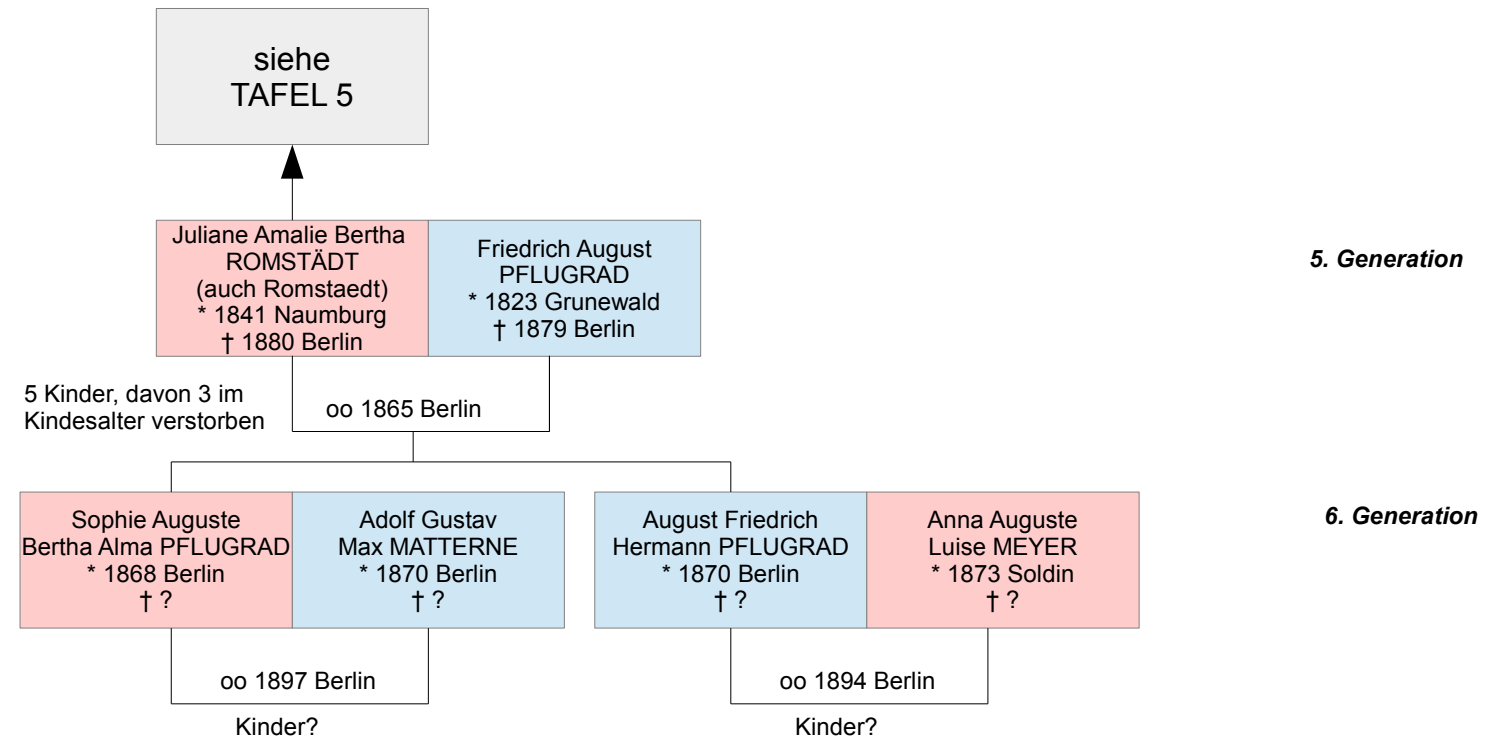 siehe
TAFEL 5
Juliane Amalie Bertha
ROMSTÄDT
(auch Romstaedt)
* 1841 Naumburg
† 1880 Berlin
Friedrich August
PFLUGRAD
* 1823 Grunewald
† 1879 Berlin
5. Generation
5 Kinder, davon 3 im
Kindesalter verstorben
oo 1865 Berlin
Sophie Auguste
Bertha Alma PFLUGRAD
* 1868 Berlin
† ?
Adolf Gustav
Max MATTERNE
* 1870 Berlin
† ?
August Friedrich
Hermann PFLUGRAD
* 1870 Berlin
† ?
Anna Auguste
Luise MEYER
* 1873 Soldin
† ?
6. Generation
oo 1897 Berlin
Kinder?
oo 1894 Berlin
Kinder?